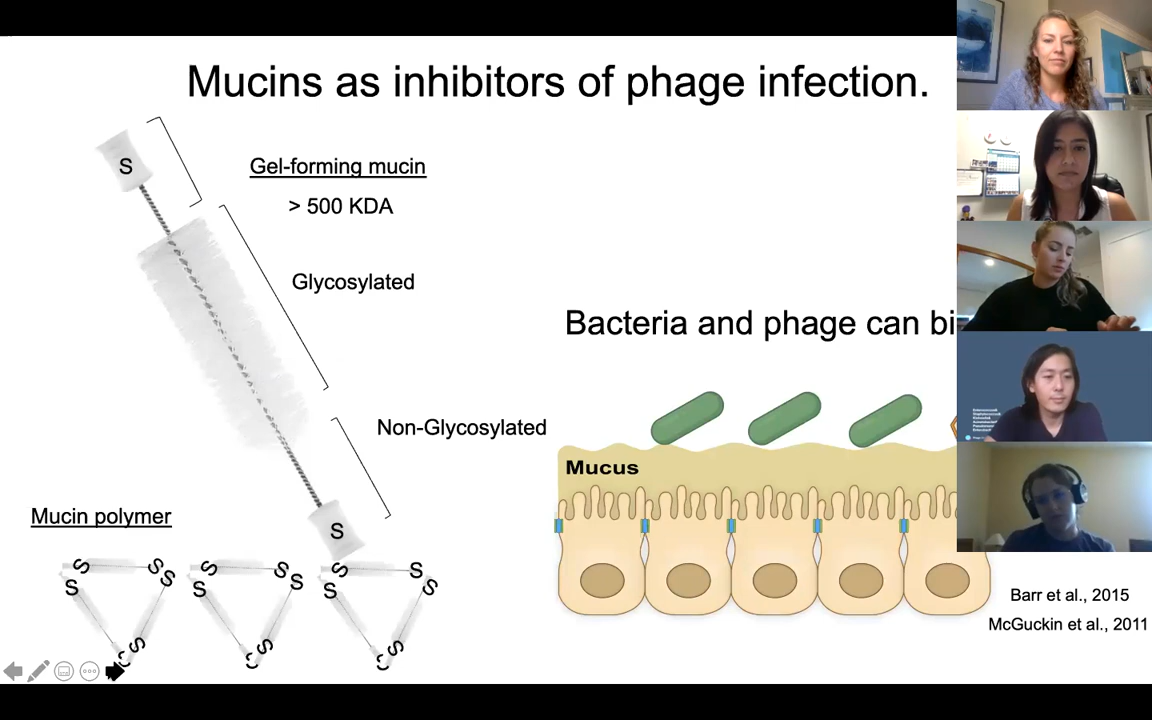 Mucins as inhibitors of phage infection.
S
Gel-forming mucin
> 500 KDA
Glycosylated
Bacteria and phage can bi
Non-Glycosylated
Mucus
Mucin polymer
S
S S S S S S
S S S S S S
S S S S S S
Barr et al., 2015
McGuckin et al., 2011